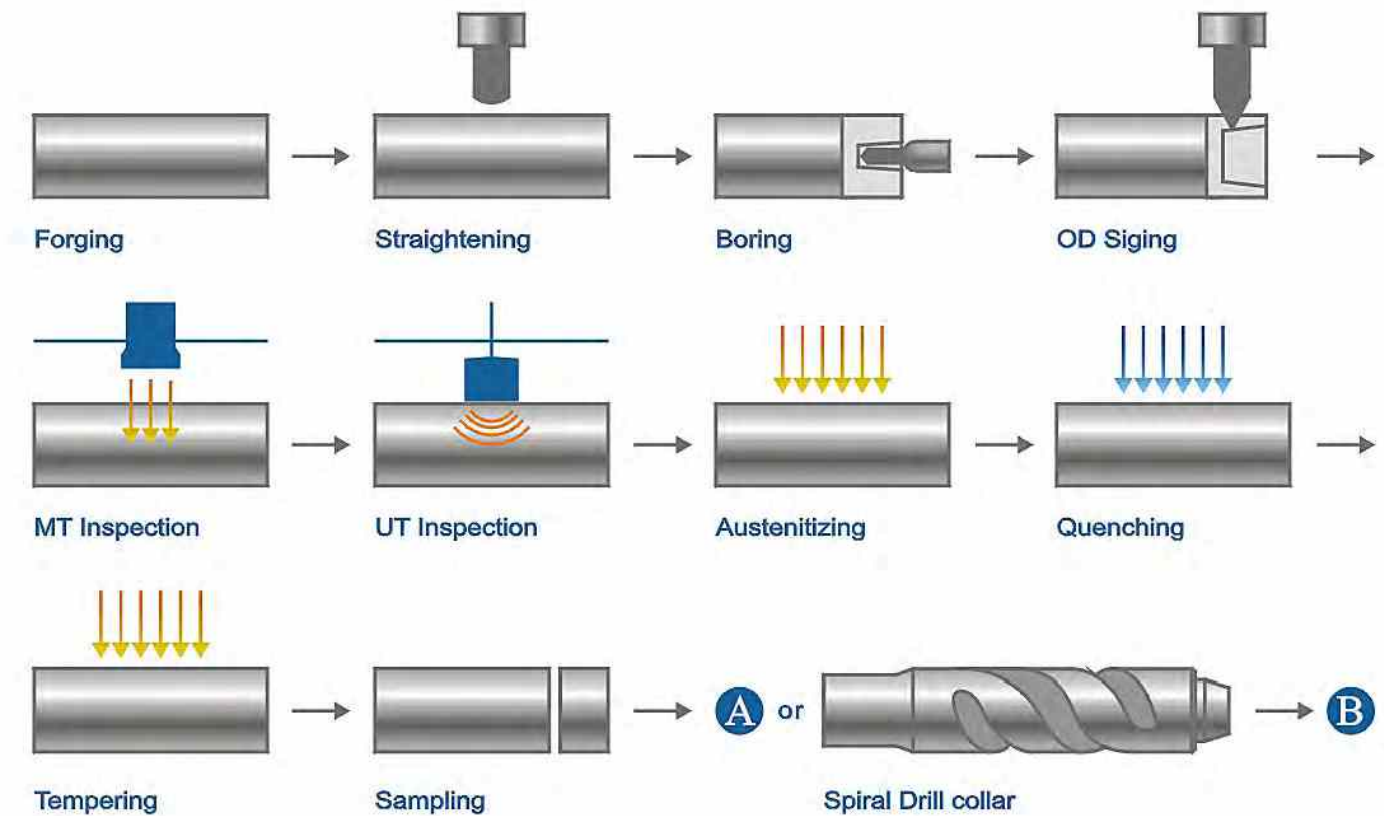 Forging
Straightening
Boring
OD Siging
MT Inspection
UT Inspection
Austenitizing
Quenching
A or
B
Tempering
Sampling
Spiral Drill collar